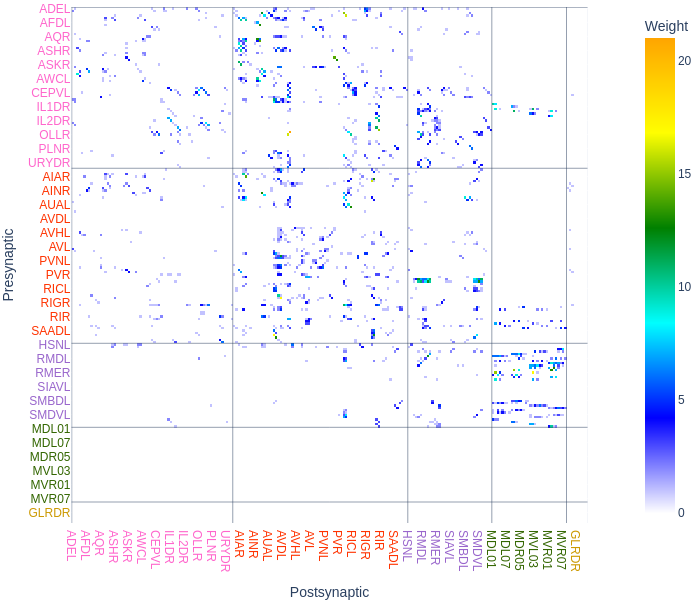 Weight
20
15
10
5
0
Presynaptic
ADEL
AFDL
AQR
ASHR
ASKR
AWCL
CEPVL
IL1DR
IL2DR
OLLR
PLNR
URYDR
AIAR
AINR
AUAL
AVDL
AVHL
AVL
PVNL
PVR
RICL
RIGR
RIR
SAADL
HSNL
RMDL
RMER
SIAVL
SMBDL
SMDVL
MDL01
MDL07
MDR05
MVL03
MVR01
MVR07
GLRDR
ADEL
AFDL
AQR
ASHR
ASKR
AWCL
CEPVL
IL1DR
IL2DR
OLLR
PLNR
URYDR
AIAR
AINR
AUAL
AVDL
AVHL
AVL
PVNL
PVR
RICL
RIGR
RIR
SAADL
HSNL
RMDL
RMER
SIAVL
SMBDL
SMDVL
MDL01
MDL07
MDR05
MVL03
MVR01
MVR07
GLRDR
Postsynaptic